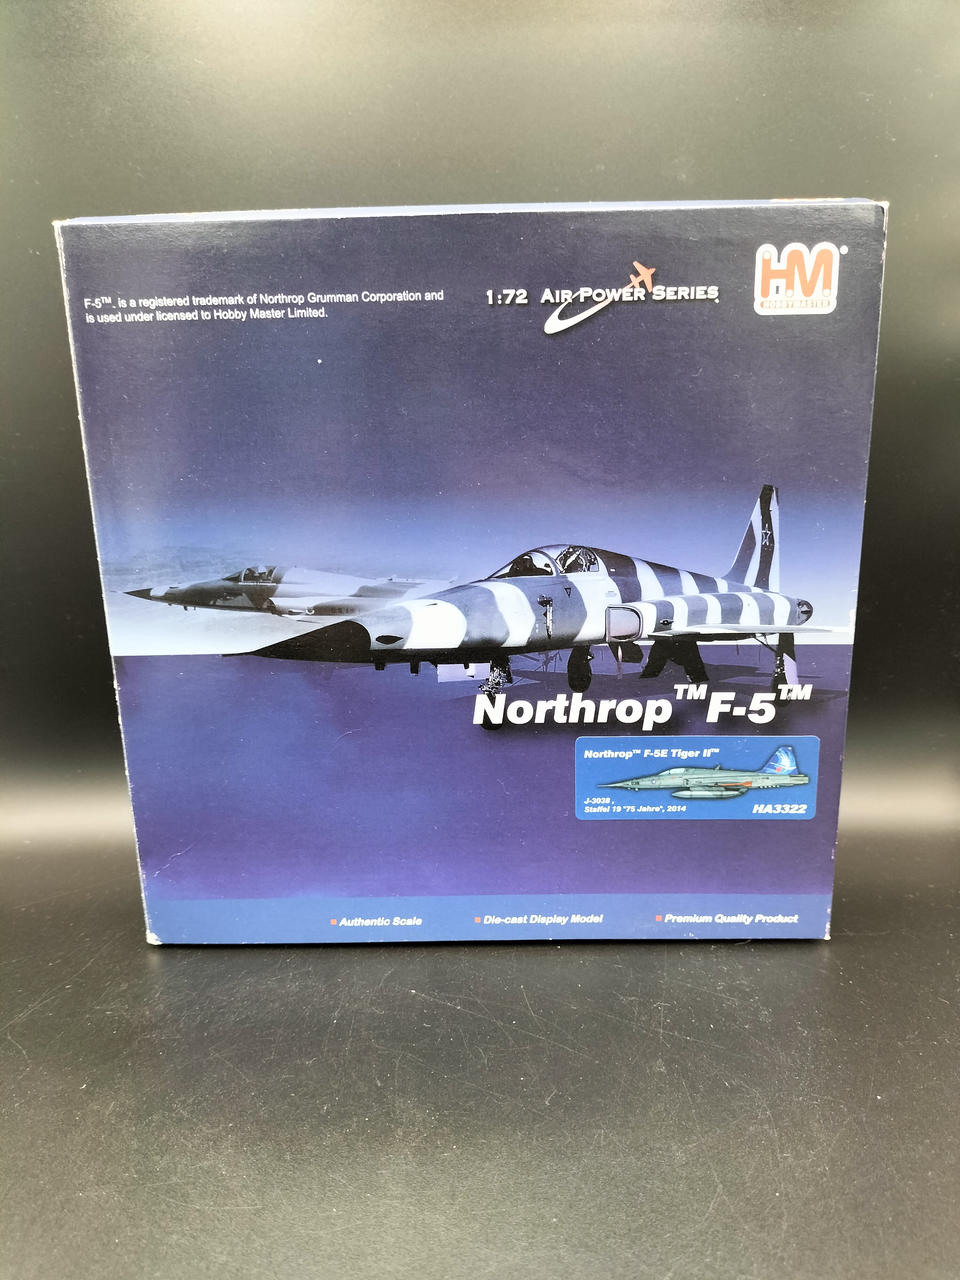 F-5™. is a registered trademark of Northrop Grumman Corporation and
is used under licensed to Hobby Master Limited.
1:72 AIR POWER SERIES
HM
HOBBYMASTER
Northrop™ F-5™
Northrop™ F-5E Tiger II™
J-3038 ,
Staffel 19 "75 Jahre", 2014
HA3322
Authentic Scale
Die-cast Display Model
Premium Quality Product